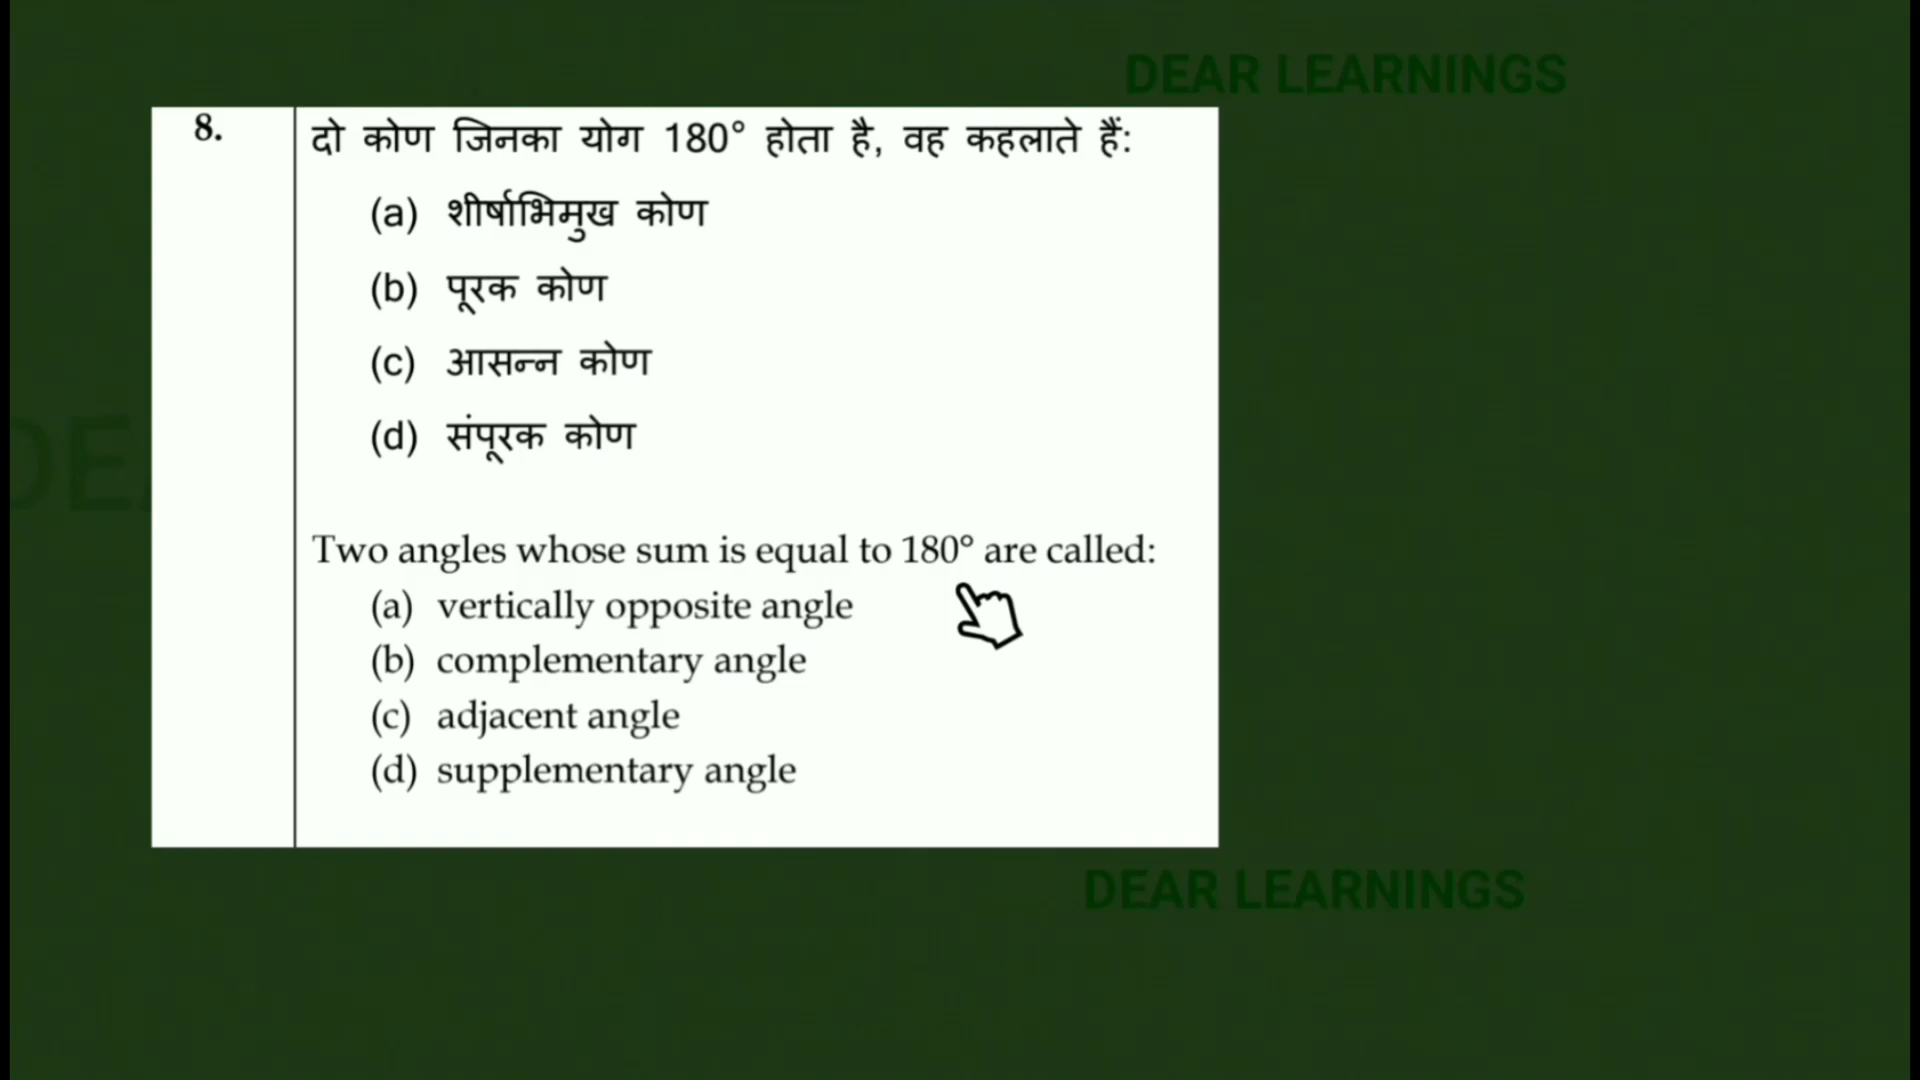 DEAR LEARNINGS
8.
दो कोण जिनका योग 180° होता है, वह कहलाते हैं:
(a) शीर्षाभिमुख कोण
(b) पूरक कोण
(c) आसन्न कोण
(d) संपूरक कोण
Two angles whose sum is equal to 180° are called:
(a) vertically opposite angle
(b) complementary angle
(c) adjacent angle
(d) supplementary angle
DEAR LEARNINGS